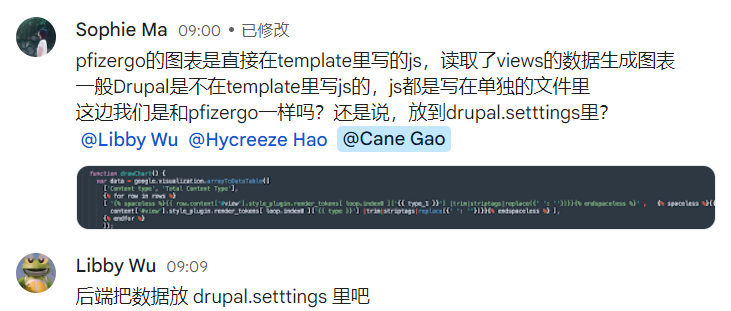 Sophie Ma 09:00 • 已修改
pfizergo的图表是直接在template里写的js，读取了views的数据生成图表
一般Drupal是不在template里写js的，js都是写在单独的文件里
这边我们是和pfizergo一样吗？还是说，放到drupal.setttings里？
@Libby Wu @Hycreeze Hao @Cane Gao
function drawChart() {
var data = google.visualization.arrayToDataTable([
['Content type', 'Total Content Type'],
{% for row in rows %}
[ '{% spaceless %}{{ row.content['#view'].style_plugin.render_tokens[ loop.index0 ]['{{ type_1 }}'] |trim|striptags|replace({' ': ''})}}{% endspaceless %}' , {% spaceless %}{{
content['#view'].style_plugin.render_tokens[ loop.index0 ]['{{ type }}'] |trim|striptags|replace({' ': ''})}}{% endspaceless %} ],
{% endfor %}
]);
Libby Wu 09:09
后端把数据放 drupal.setttings 里吧